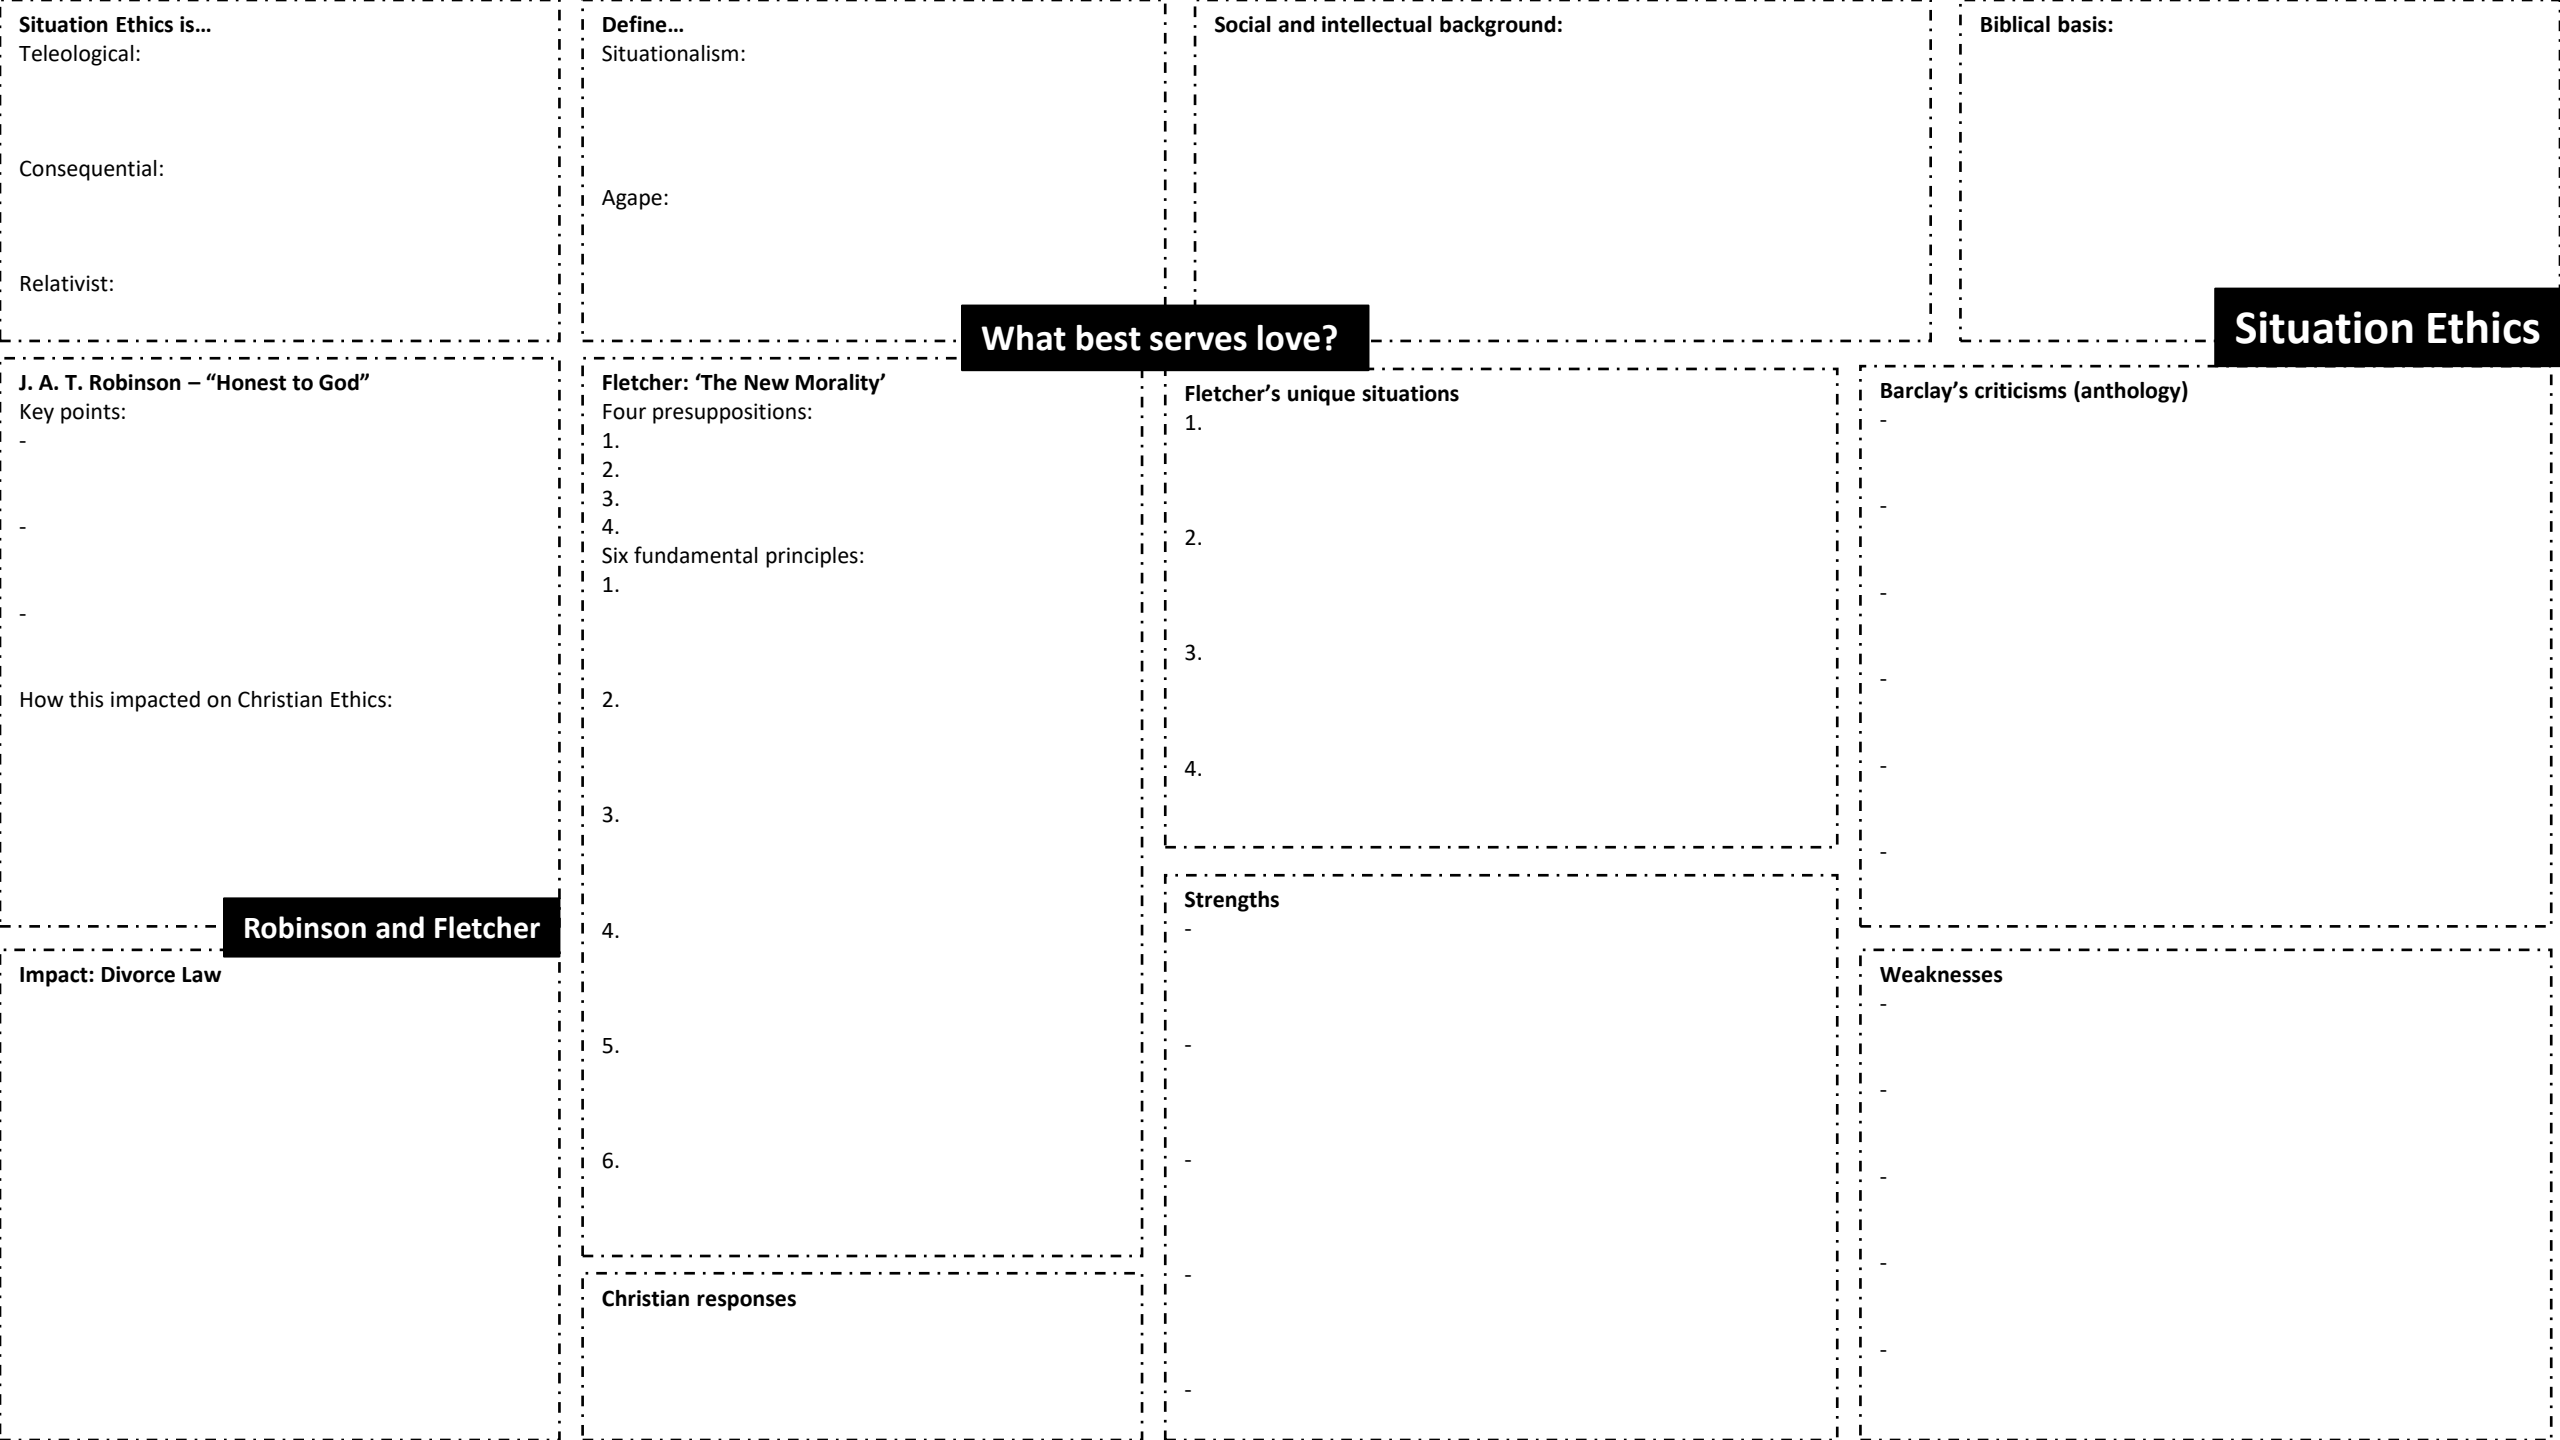 Situation Ethics is…
Teleological:
Consequential:
Relativist:
Define…
Situationalism:
Agape:
Social and intellectual background:
Biblical basis:
What best serves love?
Situation Ethics
J. A. T. Robinson – “Honest to God”
Key points:
-
-
-
How this impacted on Christian Ethics:
Robinson and Fletcher
Impact: Divorce Law
Fletcher: ‘The New Morality’
Four presuppositions:
1.
2.
3.
4.
Six fundamental principles:
1.
2.
3.
4.
5.
6.
Christian responses
Fletcher’s unique situations
1.
2.
3.
4.
Strengths
-
-
-
-
-
Barclay’s criticisms (anthology)
-
-
-
-
-
-
Weaknesses
-
-
-
-
-